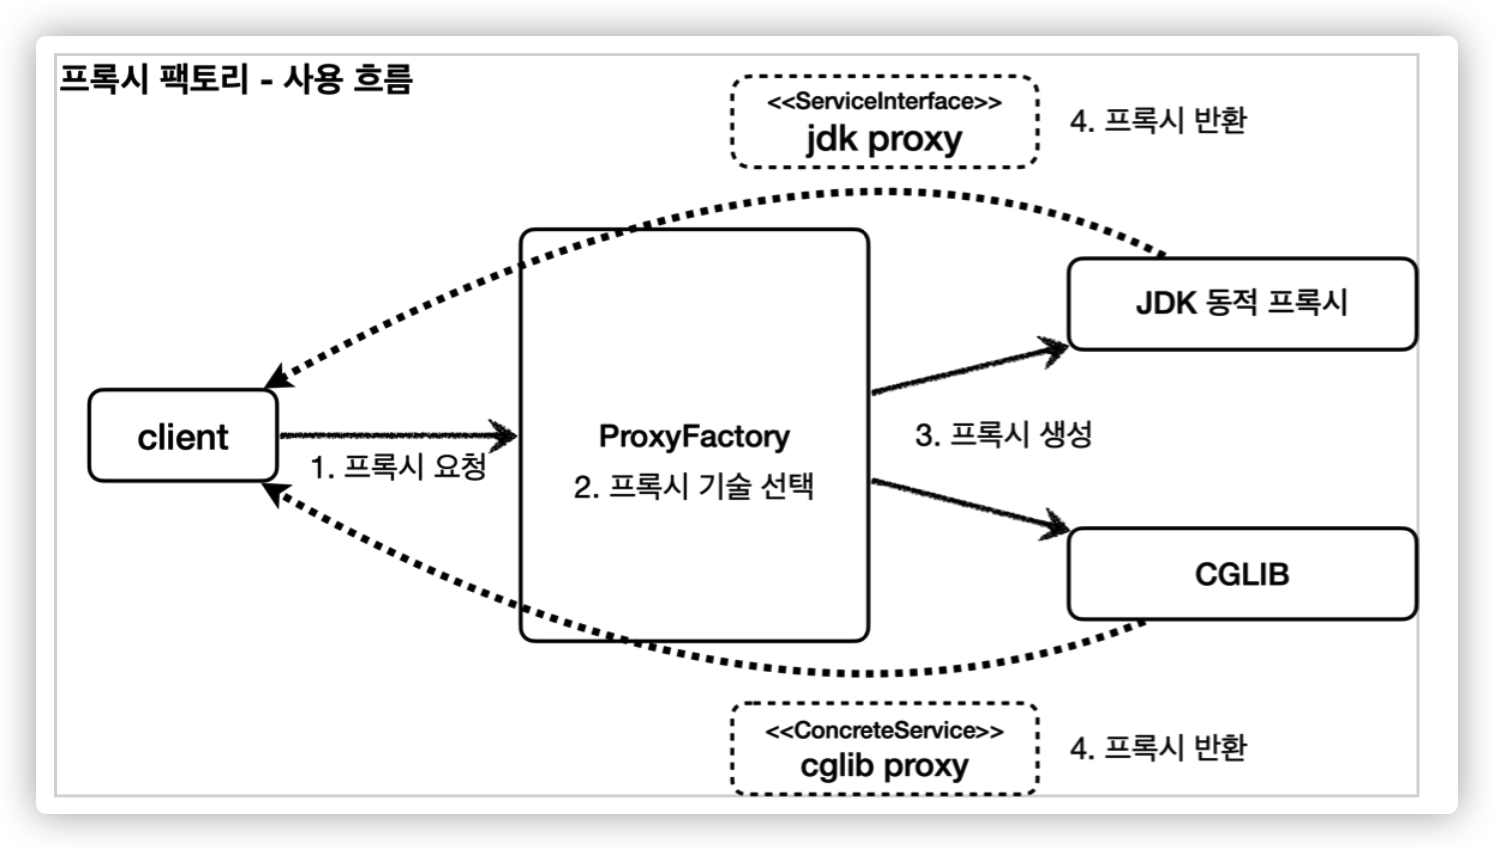 프록시 팩토리 - 사용 흐름
<<ServiceInterface>>
jdk proxy
4. 프록시 반환
JDK 동적 프록시
client
1. 프록시 요청
ProxyFactory
2. 프록시 기술 선택
3. 프록시 생성
CGLIB
<<ConcreteService>>
cglib proxy
4. 프록시 반환